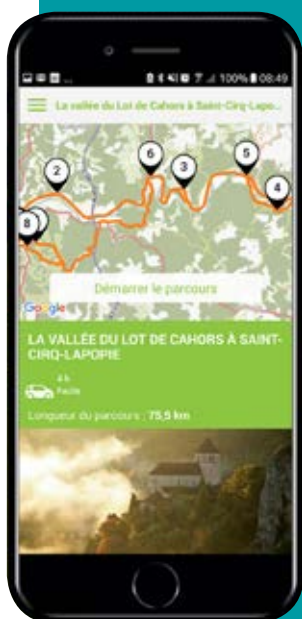 100% 08:49
La vallée du Lot de Cahors à Saint-Cirq-Lapo...
6
2
3
5
4
8
Démarrer le parcours
Google
LA VALLÉE DU LOT DE CAHORS À SAINT-
CIRQ-LAPOPIE
4 h
Facile
Longueur du parcours : 75,5 km